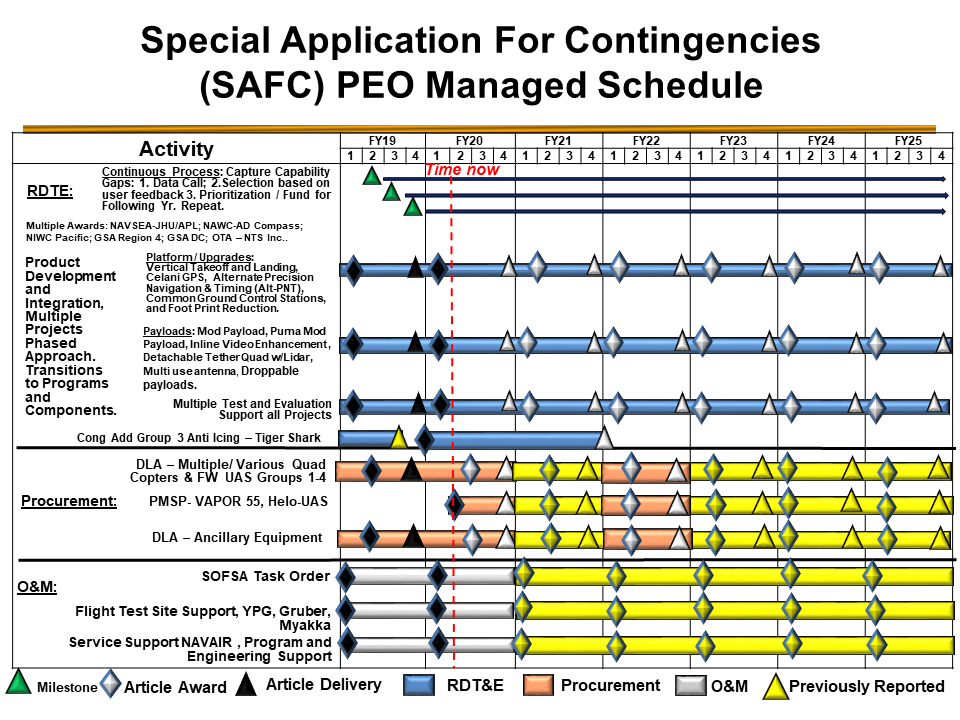 Special Application For Contingencies
(SAFC) PEO Managed Schedule
Activity
FY19 FY20 FY21 FY22 FY23 FY24 FY25
1 2 3 4 1 2 3 4 1 2 3 4 1 2 3 4 1 2 3 4 1 2 3 4 1 2 3 4
Time now
RDTE:
Continuous Process: Capture Capability
Gaps: 1. Data Call; 2.Selection based on
user feedback 3. Prioritization / Fund for
Following Yr. Repeat.
Multiple Awards: NAVSEA-JHU/APL; NAWC-AD Compass;
NIWC Pacific; GSA Region 4; GSA DC; OTA – NTS Inc..
Product
Development
and
Integration,
Multiple
Projects
Phased
Approach.
Transitions
to Programs
and
Components.
Platform / Upgrades:
Vertical Takeoff and Landing,
Celani GPS, Alternate Precision
Navigation & Timing (Alt-PNT),
Common Ground Control Stations,
and Foot Print Reduction.
Payloads: Mod Payload, Puma Mod
Payload, Inline Video Enhancement,
Detachable Tether Quad w/Lidar,
Multi use antenna, Droppable
payloads.
Multiple Test and Evaluation
Support all Projects
Cong Add Group 3 Anti Icing – Tiger Shark
Procurement:
DLA – Multiple/ Various Quad
Copters & FW UAS Groups 1-4
PMSP- VAPOR 55, Helo-UAS
DLA – Ancillary Equipment
O&M:
SOFSA Task Order
Flight Test Site Support, YPG, Gruber,
Myakka
Service Support NAVAIR , Program and
Engineering Support
Milestone
Article Award
Article Delivery
RDT&E
Procurement
O&M
Previously Reported